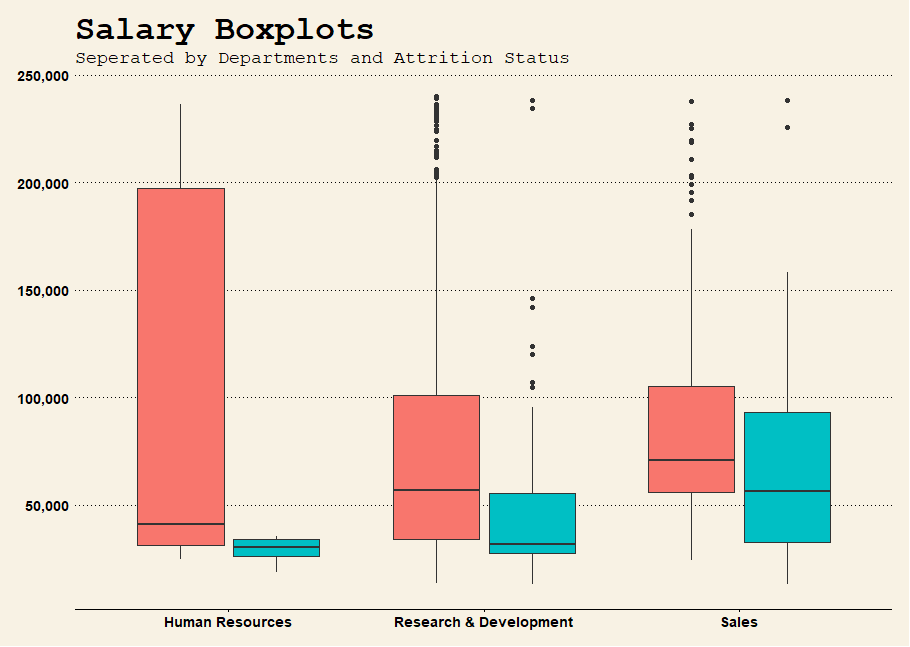 Salary Boxplots
Seperated by Departments and Attrition Status
250,000
200,000
150,000
100,000
50,000
Human Resources
Research & Development
Sales